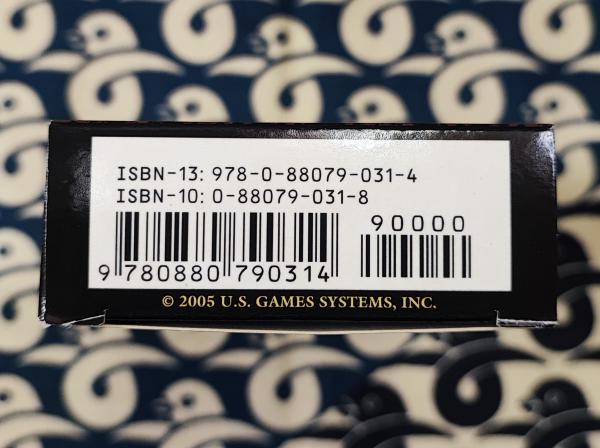 ISBN-13: 978-0-88079-031-4
ISBN-10: 0-88079-031-8
90000
9 780880 790314
© 2005 U.S. GAMES SYSTEMS, INC.